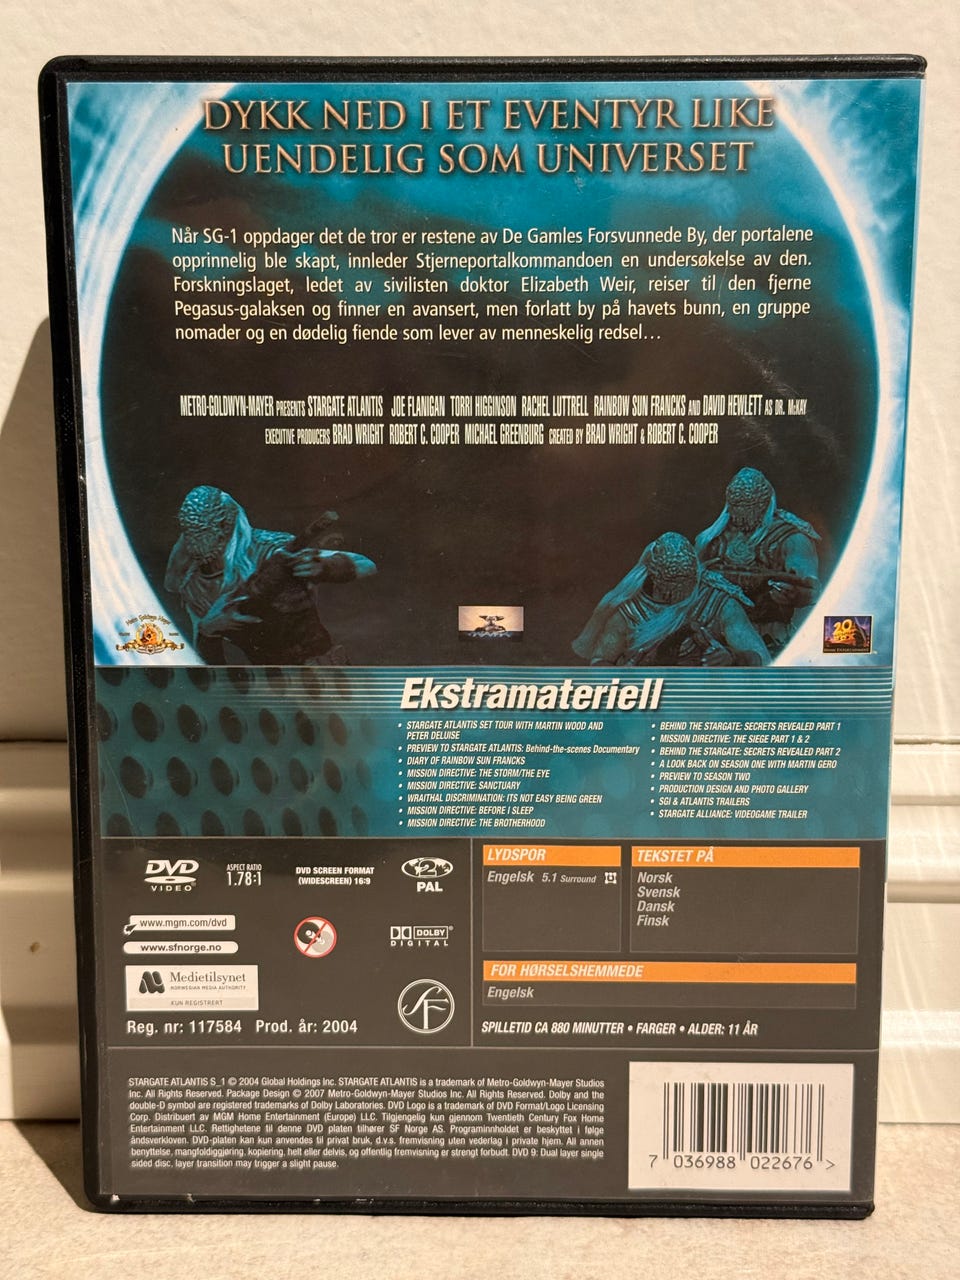 DYKK NED I ET EVENTYR LIKE
UENDELIG SOM UNIVERSET
Når SG-1 oppdager det de tror er restene av De Gamles Forsvunnede By, der portalene
opprinnelig ble skapt, innleder Stjerneportalkommandoen en undersøkelse av den.
Forskningslaget, ledet av sivilisten doktor Elizabeth Weir, reiser til den fjerne
Pegasus-galaksen og finner en avansert, men forlatt by på havets bunn, en gruppe
nomader og en dødelig fiende som lever av menneskelig redsel...
METRO-GOLDWYN-MAYER PRESENTS STARGATE ATLANTIS JOE FLANIGAN TORRI HIGGINSON RACHEL LUTTRELL RAINBOW SUN FRANCKS AND DAVID HEWLETT AS DR. McKAY
EXECUTIVE PRODUCERS BRAD WRIGHT ROBERT C. COOPER MICHAEL GREENBURG CREATED BY BRAD WRIGHT & ROBERT C. COOPER
Metro Goldwyn Mayer
20
FOX
HOME ENTERTAINMENT
Ekstramateriell
• STARGATE ATLANTIS SET TOUR WITH MARTIN WOOD AND
PETER DELUISE
• PREVIEW TO STARGATE ATLANTIS: Behind-the-scenes Documentary
• DIARY OF RAINBOW SUN FRANCKS
• MISSION DIRECTIVE: THE STORM/THE EYE
• MISSION DIRECTIVE: SANCTUARY
• WRAITHAL DISCRIMINATION: ITS NOT EASY BEING GREEN
• MISSION DIRECTIVE: BEFORE I SLEEP
• MISSION DIRECTIVE: THE BROTHERHOOD
• BEHIND THE STARGATE: SECRETS REVEALED PART 1
• MISSION DIRECTIVE: THE SIEGE PART 1 & 2
• BEHIND THE STARGATE: SECRETS REVEALED PART 2
• A LOOK BACK ON SEASON ONE WITH MARTIN GERO
• PREVIEW TO SEASON TWO
• PRODUCTION DESIGN AND PHOTO GALLERY
• SG1 & ATLANTIS TRAILERS
• STARGATE ALLIANCE: VIDEOGAME TRAILER
DVD
VIDEO
ASPECT RATIO
1.78:1
DVD SCREEN FORMAT
(WIDESCREEN) 16:9
2
PAL
www.mgm.com/dvd
www.sfnorge.no
DOLBY
DIGITAL
Medietilsynet
NORWEGIAN MEDIA AUTHORITY
KUN REGISTRERT
SF
Reg. nr: 117584 Prod. år: 2004
LYDSPOR
Engelsk 5.1 Surround
TEKSTET PÅ
Norsk
Svensk
Dansk
Finsk
FOR HØRSELSHEMMEDE
Engelsk
SPILLETID CA 880 MINUTTER • FARGER • ALDER: 11 ÅR
STARGATE ATLANTIS S_1 © 2004 Global Holdings Inc. STARGATE ATLANTIS is a trademark of Metro-Goldwyn-Mayer Studios
Inc. All Rights Reserved. Package Design © 2007 Metro-Goldwyn-Mayer Studios Inc. All Rights Reserved. Dolby and the
double-D symbol are registered trademarks of Dolby Laboratories. DVD Logo is a trademark of DVD Format/Logo Licensing
Corp. Distribuert av MGM Home Entertainment (Europe) LLC. Tilgjengelig kun gjennom Twentieth Century Fox Home
Entertainment LLC. Rettighetene til denne DVD platen tilhører SF Norge AS. Programinnholdet er beskyttet i følge
åndsverkloven. DVD-platen kan kun anvendes til privat bruk, d.v.s. fremvisning uten vederlag i private hjem. All annen
benyttelse, mangfoldiggjøring, kopiering, helt eller delvis, og offentlig fremvisning er strengt forbudt. DVD 9: Dual layer single
sided disc, layer transition may trigger a slight pause.
7 036988 022676 >